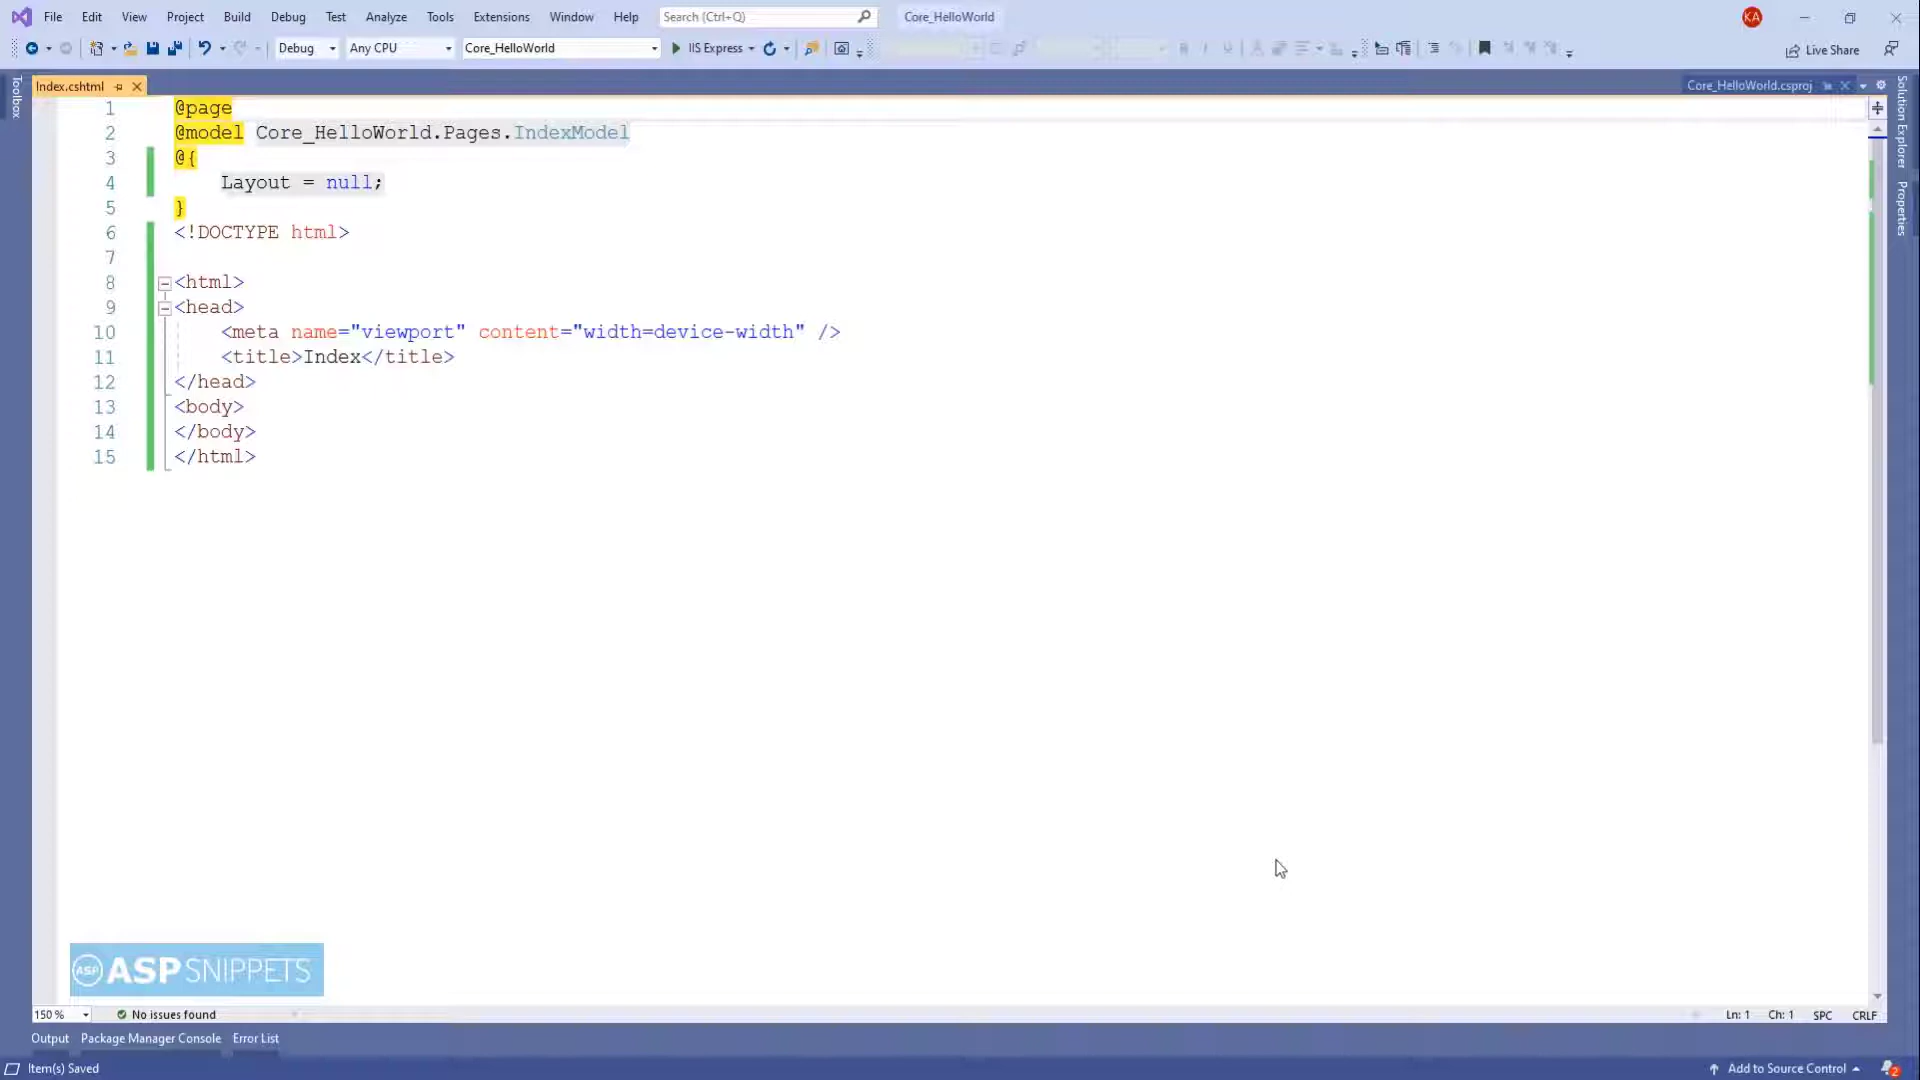 File Edit View Project Build Debug Test Analyze Tools Extensions Window Help Search (Ctrl+Q) Core_HelloWorld KA
Debug Any CPU Core_HelloWorld IIS Express Live Share
Toolbox
Index.cshtml
Core_HelloWorld.csproj
Solution Explorer
Properties
1 @page
2 @model Core_HelloWorld.Pages.IndexModel
3 @{
4 Layout = null;
5 }
6 <!DOCTYPE html>
7
8 <html>
9 <head>
10 <meta name="viewport" content="width=device-width" />
11 <title>Index</title>
12 </head>
13 <body>
14 </body>
15 </html>
ASP ASPSNIPPETS
150 % No issues found Ln: 1 Ch: 1 SPC CRLF
Output Package Manager Console Error List
Item(s) Saved Add to Source Control 2